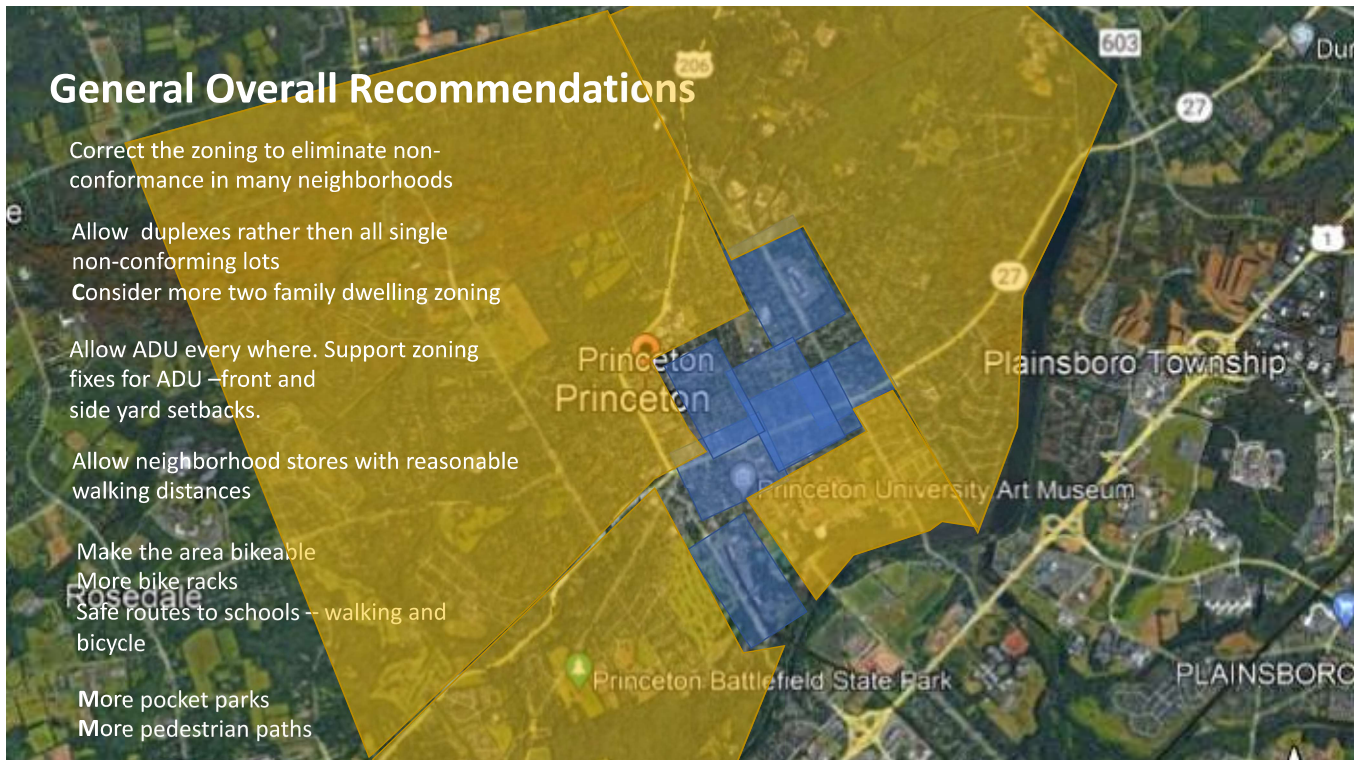 General Overall Recommendations
Correct the zoning to eliminate non-
conformance in many neighborhoods
Allow  duplexes rather then all single
non-conforming lots
Consider more two family dwelling zoning
Allow ADU every where. Support zoning
fixes for ADU –front and
side yard setbacks.
Allow neighborhood stores with reasonable
walking distances
Make the area bikeable
More bike racks
Safe routes to schools -- walking and
bicycle
More pocket parks
More pedestrian paths
206
603
Dur
27
e
1
27
Princeton
Princeton
Plainsboro Township
Princeton University Art Museum
Rosedale
Princeton Battlefield State Park
PLAINSBORO